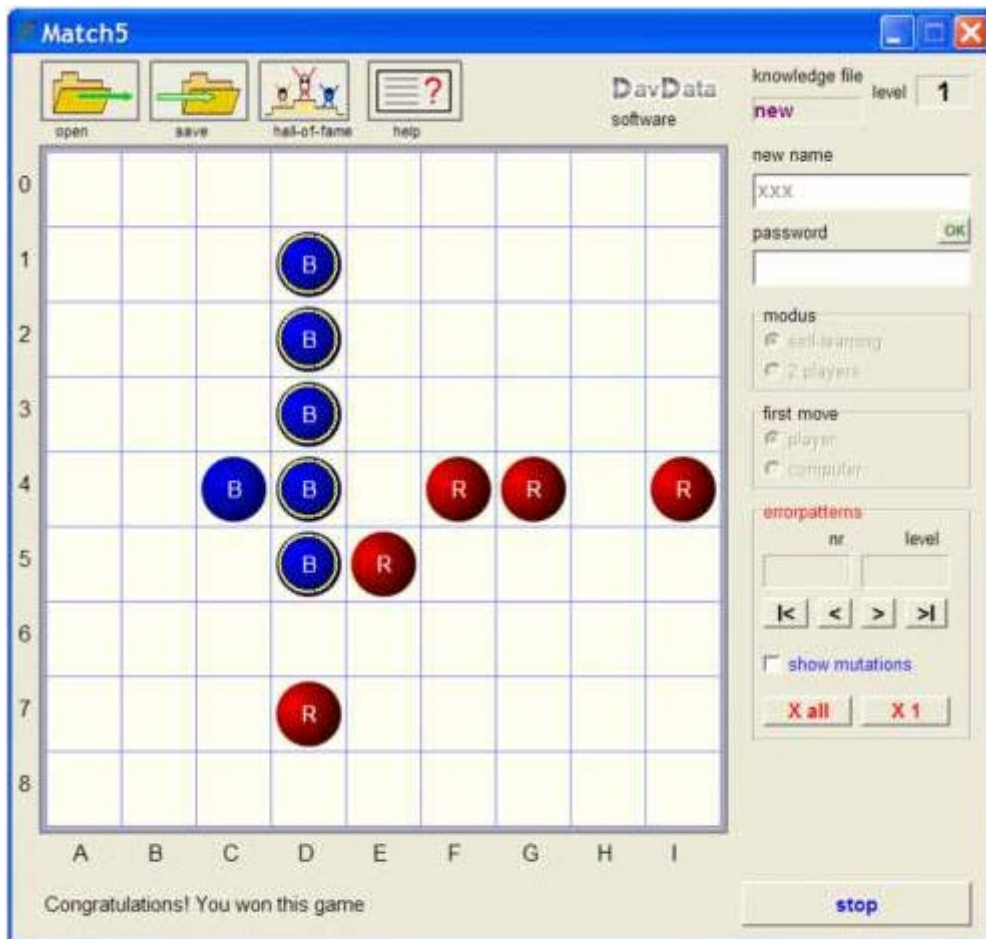 Match5
open
save
hall-of-fame
help
?
DavData
software
knowledge file
new
level
1
new name
xxx
password
OK
modus
self-learning
2 players
first move
player
computer
errorpatterns
nr
level
I<
<
>
>I
show mutations
X all
X 1
0
1
B
2
B
3
B
4
B
B
R
R
R
5
B
R
6
7
R
8
A
B
C
D
E
F
G
H
I
Congratulations! You won this game
stop